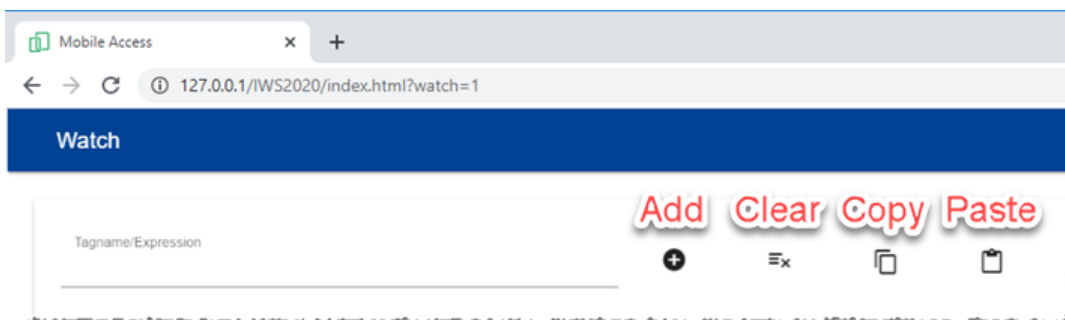 Mobile Access
127.0.0.1/IWS2020/index.html?watch=1
Watch
Add Clear Copy Paste
Tagname/Expression